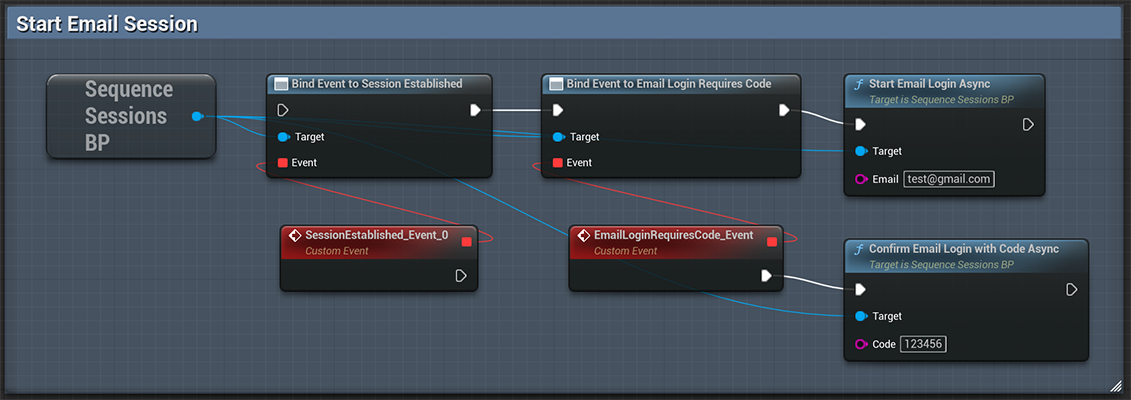 Start Email Session
Sequence
Sessions
BP
Bind Event to Session Established
Target
Event
Bind Event to Email Login Requires Code
Target
Event
Start Email Login Async
Target is Sequence Sessions BP
Target
Email test@gmail.com
SessionEstablished_Event_0
Custom Event
EmailLoginRequiresCode_Event
Custom Event
Confirm Email Login with Code Async
Target is Sequence Sessions BP
Target
Code 123456